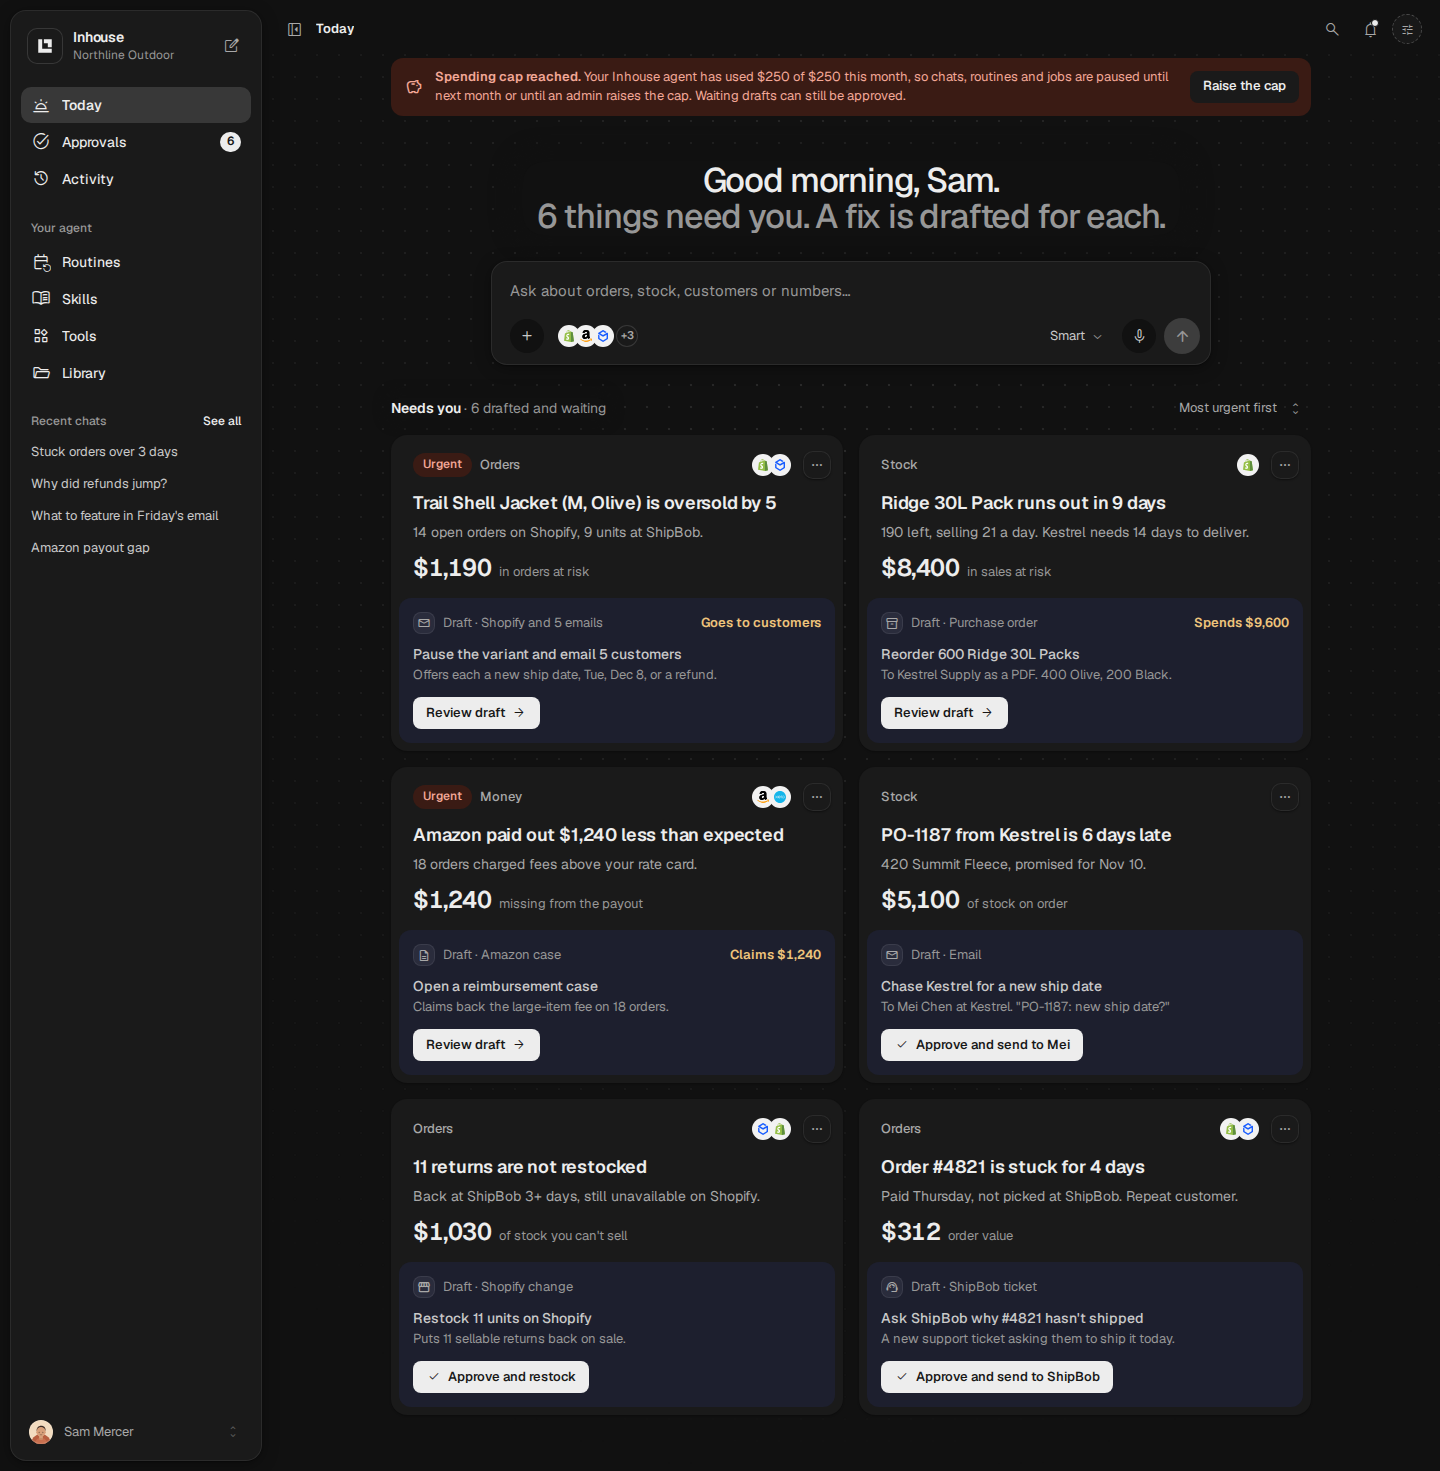 Inhouse
Northline Outdoor
Today
Approvals
6
Activity
Your agent
Routines
Skills
Tools
Library
Recent chats
See all
Stuck orders over 3 days
Why did refunds jump?
What to feature in Friday's email
Amazon payout gap
Sam Mercer
Today
Spending cap reached. Your Inhouse agent has used $250 of $250 this month, so chats, routines and jobs are paused until
next month or until an admin raises the cap. Waiting drafts can still be approved.
Raise the cap
Good morning, Sam.
6 things need you. A fix is drafted for each.
Ask about orders, stock, customers or numbers…
+3
Smart
Needs you · 6 drafted and waiting
Most urgent first
Urgent
Orders
Trail Shell Jacket (M, Olive) is oversold by 5
14 open orders on Shopify, 9 units at ShipBob.
$1,190 in orders at risk
Draft · Shopify and 5 emails
Goes to customers
Pause the variant and email 5 customers
Offers each a new ship date, Tue, Dec 8, or a refund.
Review draft
Stock
Ridge 30L Pack runs out in 9 days
190 left, selling 21 a day. Kestrel needs 14 days to deliver.
$8,400 in sales at risk
Draft · Purchase order
Spends $9,600
Reorder 600 Ridge 30L Packs
To Kestrel Supply as a PDF. 400 Olive, 200 Black.
Review draft
Urgent
Money
Amazon paid out $1,240 less than expected
18 orders charged fees above your rate card.
$1,240 missing from the payout
Draft · Amazon case
Claims $1,240
Open a reimbursement case
Claims back the large-item fee on 18 orders.
Review draft
Stock
PO-1187 from Kestrel is 6 days late
420 Summit Fleece, promised for Nov 10.
$5,100 of stock on order
Draft · Email
Chase Kestrel for a new ship date
To Mei Chen at Kestrel. "PO-1187: new ship date?"
Approve and send to Mei
Orders
11 returns are not restocked
Back at ShipBob 3+ days, still unavailable on Shopify.
$1,030 of stock you can't sell
Draft · Shopify change
Restock 11 units on Shopify
Puts 11 sellable returns back on sale.
Approve and restock
Orders
Order #4821 is stuck for 4 days
Paid Thursday, not picked at ShipBob. Repeat customer.
$312 order value
Draft · ShipBob ticket
Ask ShipBob why #4821 hasn't shipped
A new support ticket asking them to ship it today.
Approve and send to ShipBob